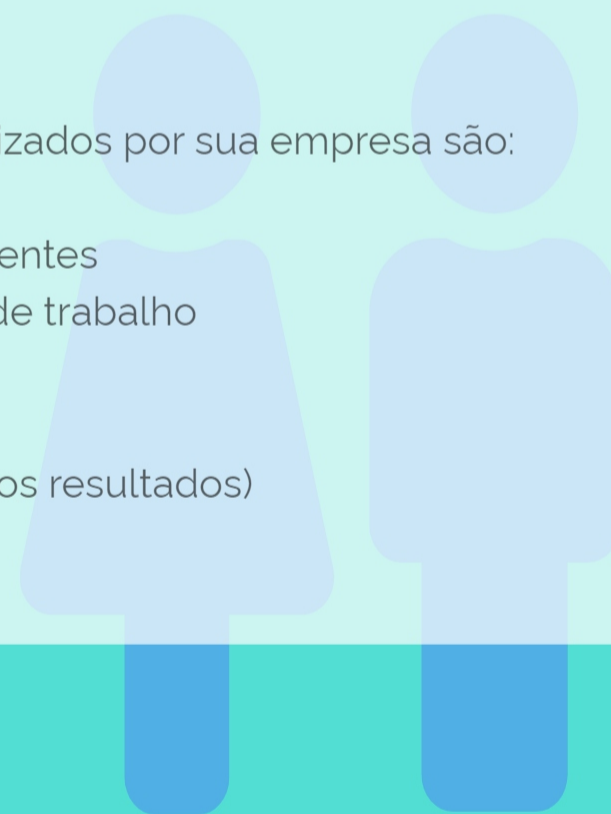 izados por sua empresa são:
entes
de trabalho
os resultados)